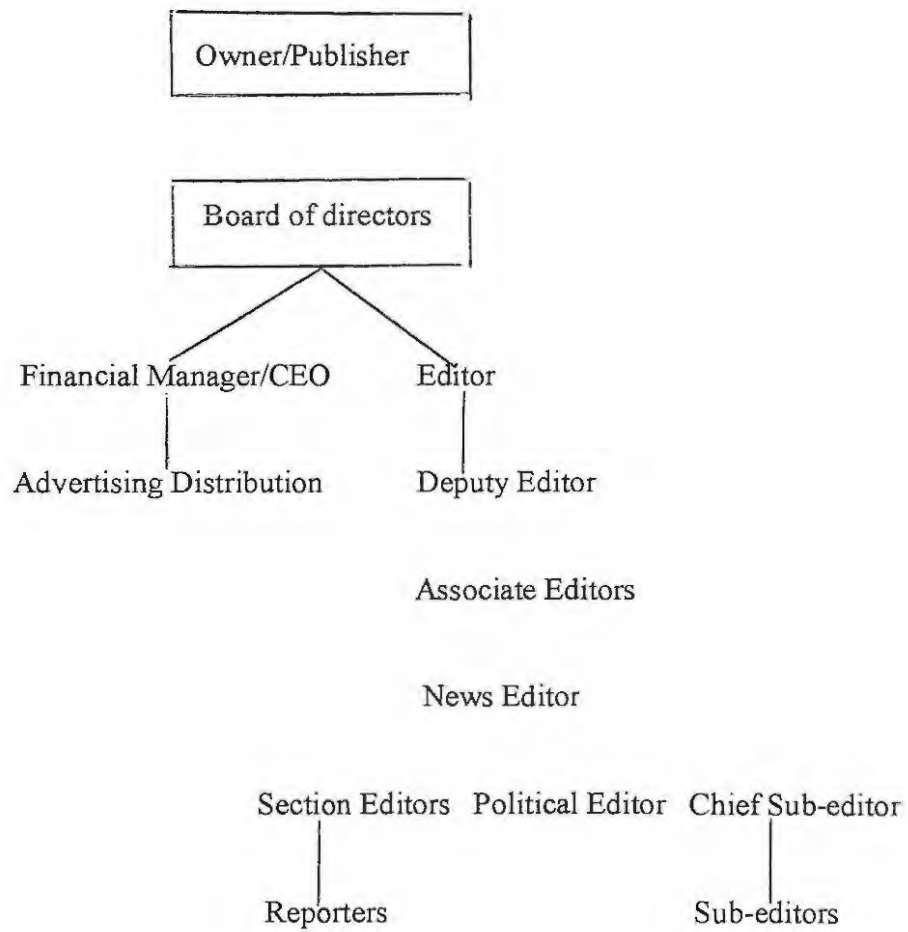 Owner/Publisher
Board of directors
Financial Manager/CEO Editor
Advertising Distribution Deputy Editor
Associate Editors
News Editor
Section Editors Political Editor Chief Sub-editor
Reporters Sub-editors